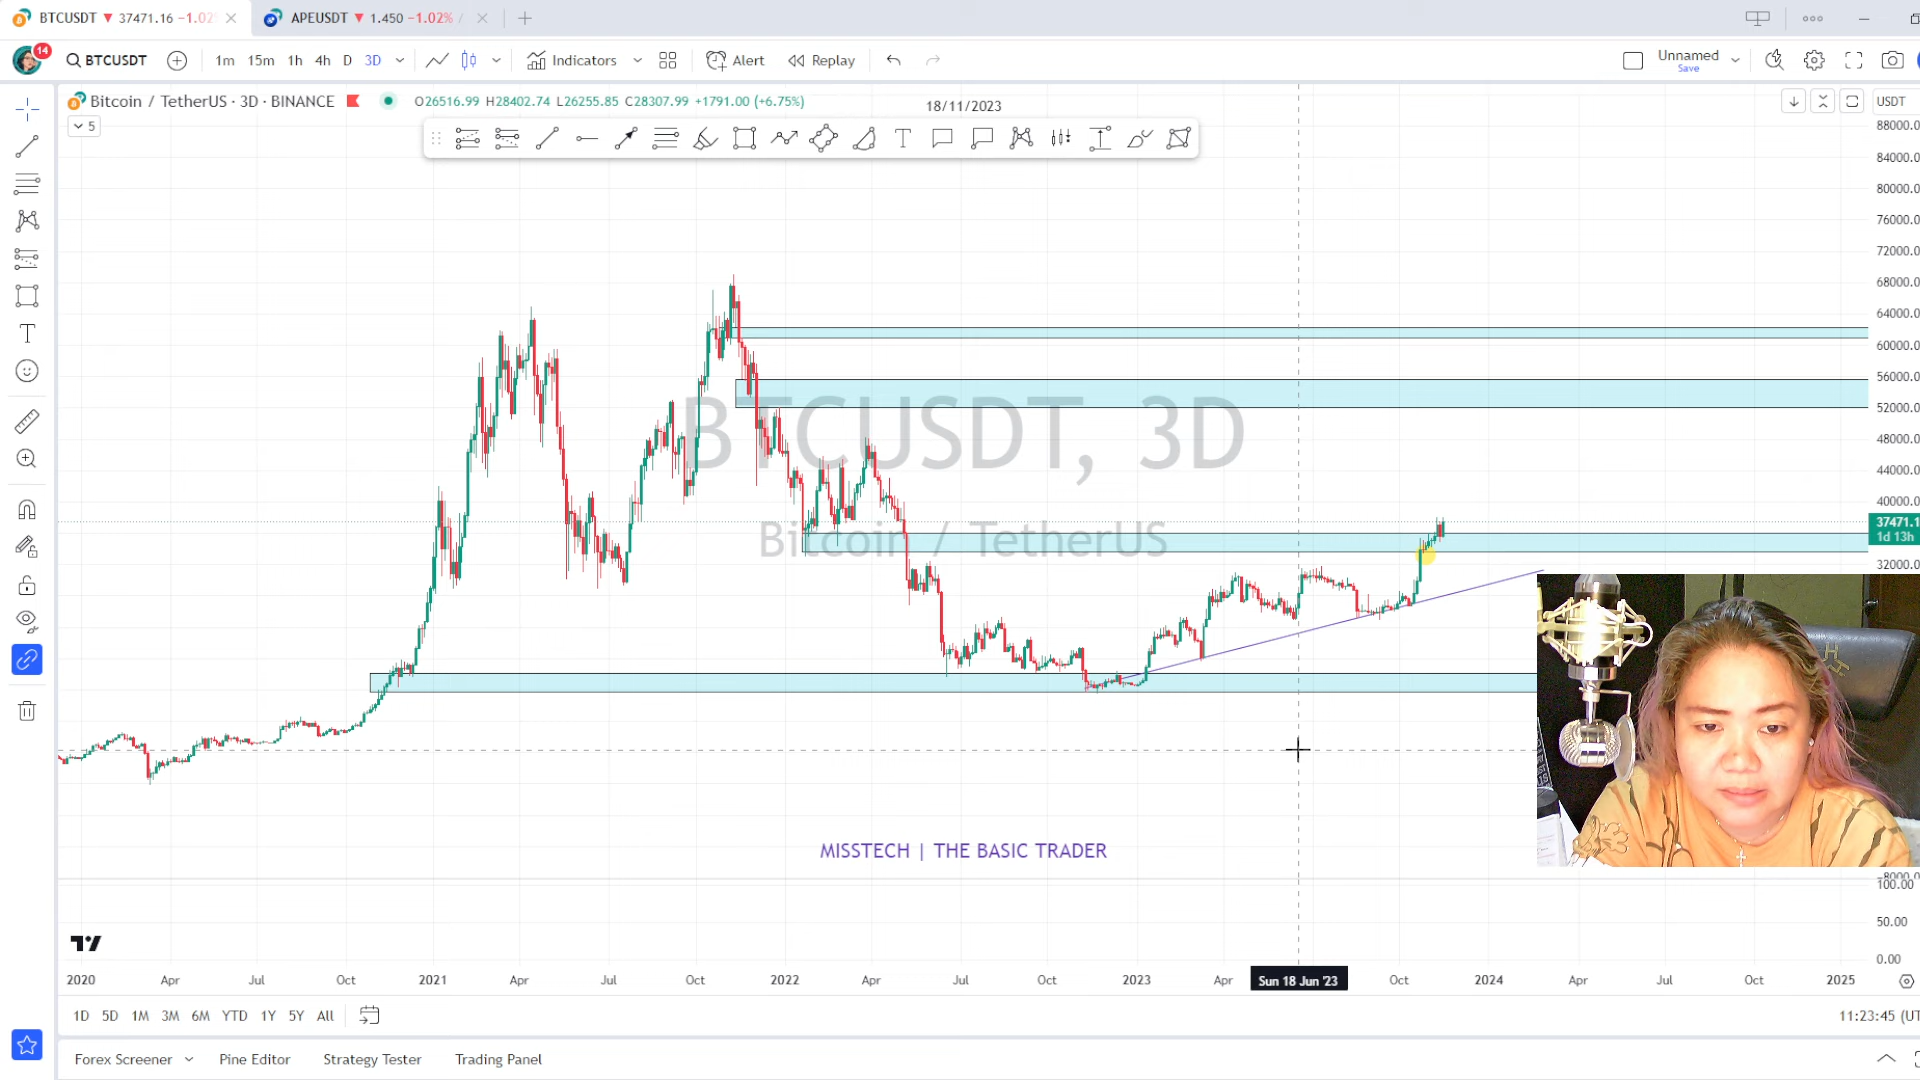 BTCUSDT ▼ 37471.16 −1.02
APEUSDT ▼ 1.450 −1.02% /
14
BTCUSDT
1m 15m 1h 4h D 3D
Indicators
Alert
Replay
Unnamed
Save
Bitcoin / TetherUS · 3D · BINANCE
O26516.99 H28402.74 L26255.85 C28307.99 +1791.00 (+6.75%)
18/11/2023
USDT
5
88000.0
84000.0
80000.0
76000.0
72000.0
68000.0
64000.0
60000.0
56000.0
52000.0
48000.0
44000.0
40000.0
37471.1
1d 13h
32000.0
BTCUSDT, 3D
Bitcoin / TetherUS
MISSTECH | THE BASIC TRADER
−8000.0
100.00
50.00
0.00
2020 Apr Jul Oct 2021 Apr Jul Oct 2022 Apr Jul Oct 2023 Apr Sun 18 Jun '23 Oct 2024 Apr Jul Oct 2025
1D 5D 1M 3M 6M YTD 1Y 5Y All
11:23:45 (UT
Forex Screener
Pine Editor
Strategy Tester
Trading Panel